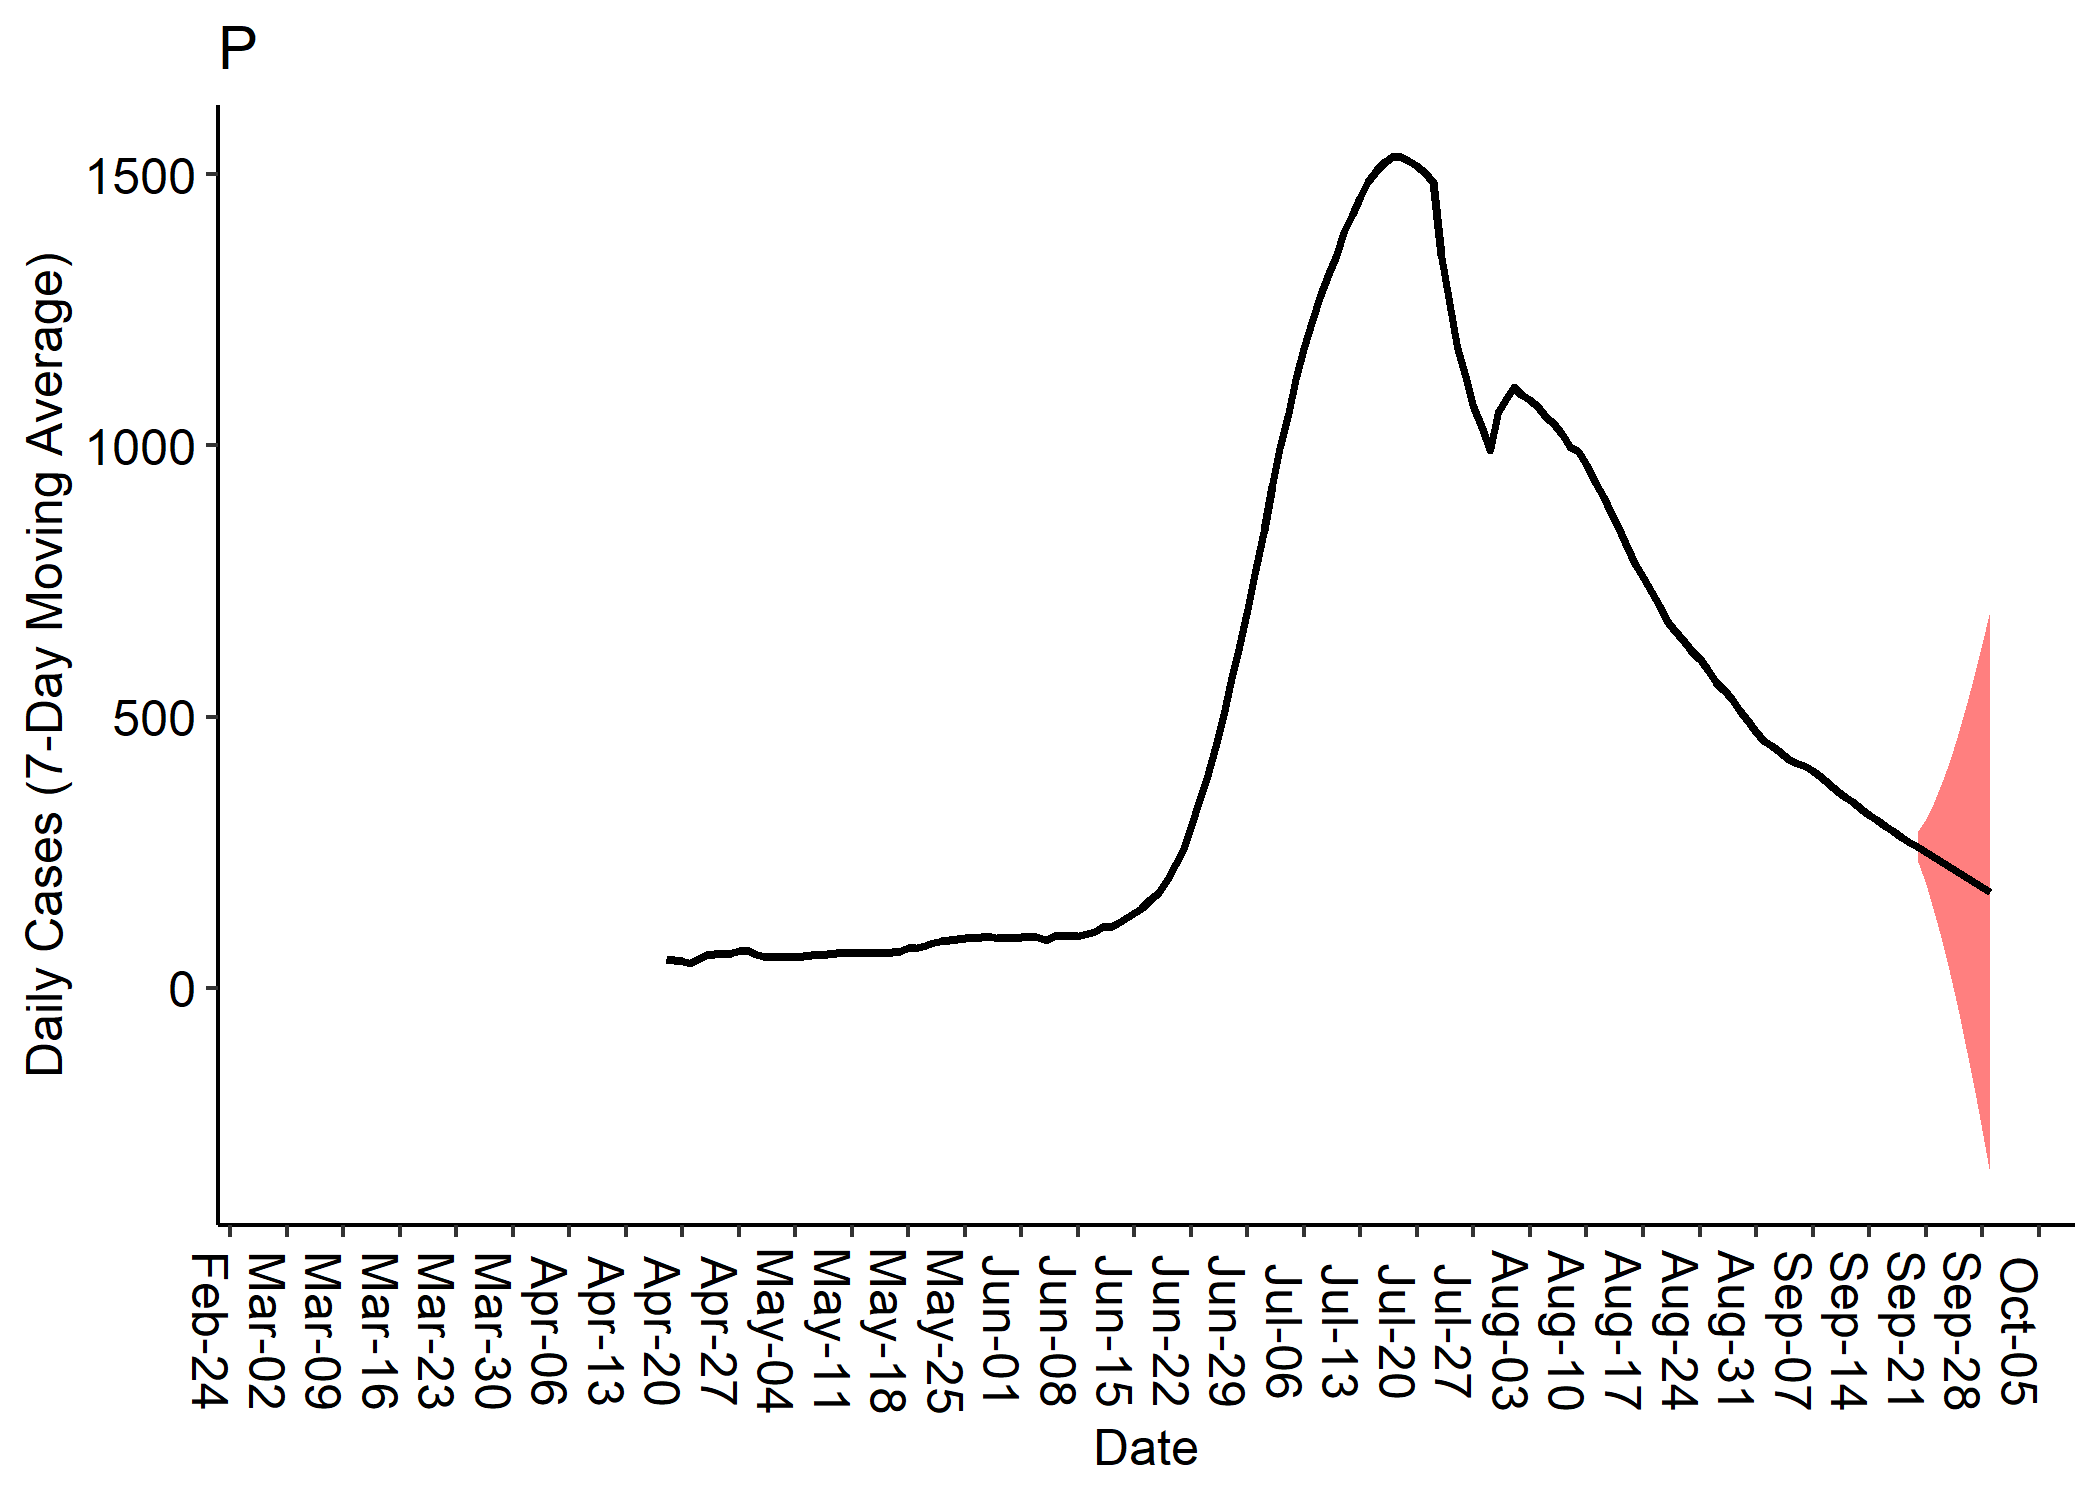 P
Daily Cases (7-Day Moving Average)
1500
1000
500
0
Feb-24
Mar-02
Mar-09
Mar-16
Mar-23
Mar-30
Apr-06
Apr-13
Apr-20
Apr-27
May-04
May-11
May-18
May-25
Jun-01
Jun-08
Jun-15
Jun-22
Jun-29
Jul-06
Jul-13
Jul-20
Jul-27
Aug-03
Aug-10
Aug-17
Aug-24
Aug-31
Sep-07
Sep-14
Sep-21
Sep-28
Oct-05
Date